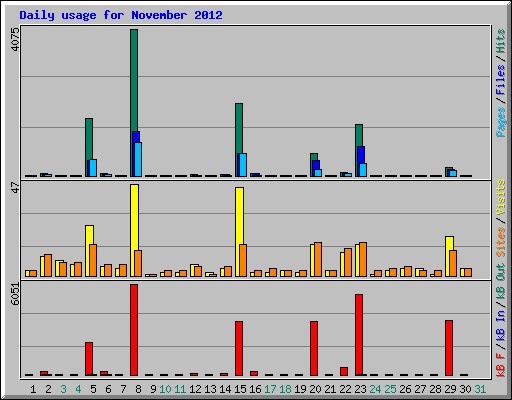 Daily usage for November 2012
4075
47
6051
Pages / Files / Hits
Sites / Visits
kB F / kB In / kB Out
1 2 3 4 5 6 7 8 9 10 11 12 13 14 15 16 17 18 19 20 21 22 23 24 25 26 27 28 29 30 31